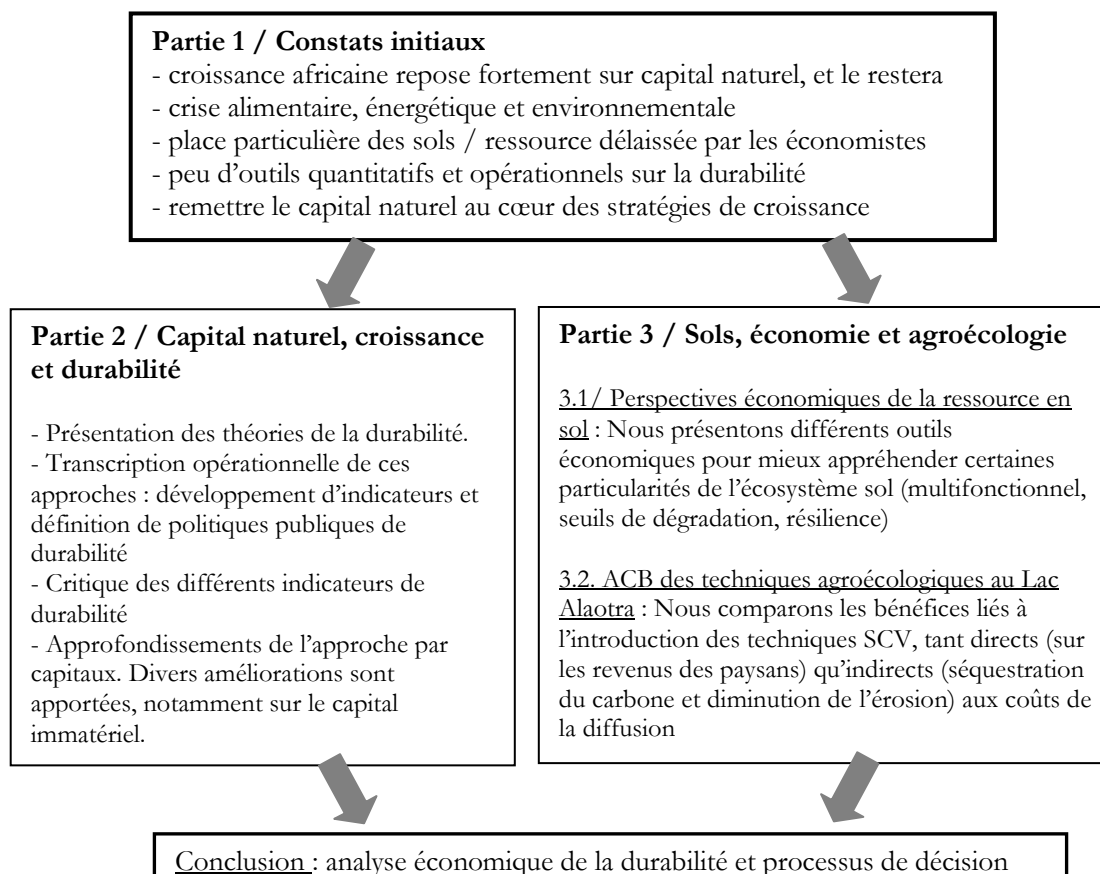 Partie 1 / Constats initiaux
- croissance africaine repose fortement sur capital naturel, et le restera
- crise alimentaire, énergétique et environnementale
- place particulière des sols / ressource délaissée par les économistes
- peu d'outils quantitatifs et opérationnels sur la durabilité
- remettre le capital naturel au cœur des stratégies de croissance
Partie 2 / Capital naturel, croissance
et durabilité
- Présentation des théories de la durabilité.
- Transcription opérationnelle de ces
approches : développement d'indicateurs et
définition de politiques publiques de
durabilité
- Critique des différents indicateurs de
durabilité
- Approfondissements de l'approche par
capitaux. Divers améliorations sont
apportées, notamment sur le capital
immatériel.
Partie 3 / Sols, économie et agroécologie
3.1/ Perspectives économiques de la ressource en
sol : Nous présentons différents outils
économiques pour mieux appréhender certaines
particularités de l'écosystème sol (multifonctionnel,
seuils de dégradation, résilience)
3.2. ACB des techniques agroécologiques au Lac
Alaotra : Nous comparons les bénéfices liés à
l'introduction des techniques SCV, tant directs (sur
les revenus des paysans) qu'indirects (séquestration
du carbone et diminution de l'érosion) aux coûts de
la diffusion
Conclusion : analyse économique de la durabilité et processus de décision